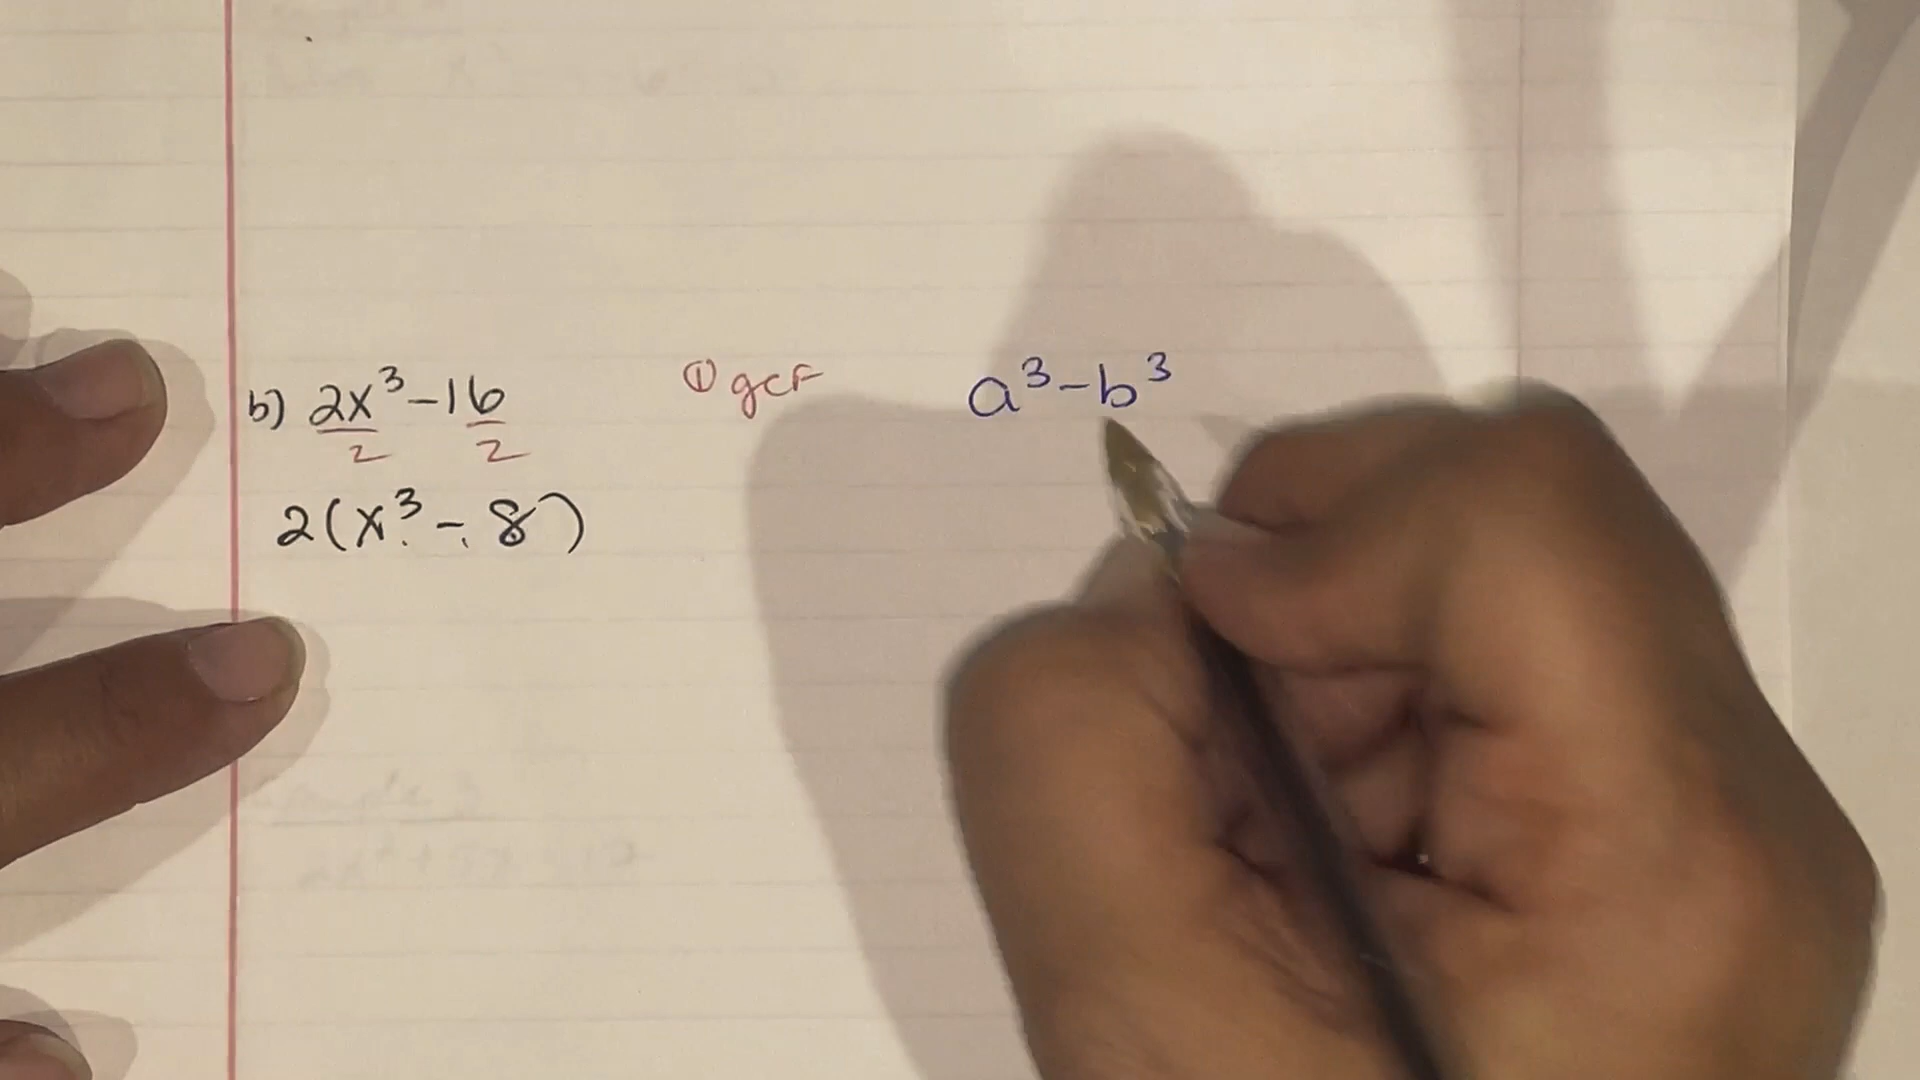 b) 2x³ - 16 ① gcf a³ - b³
2 2
2(x³ - 8)